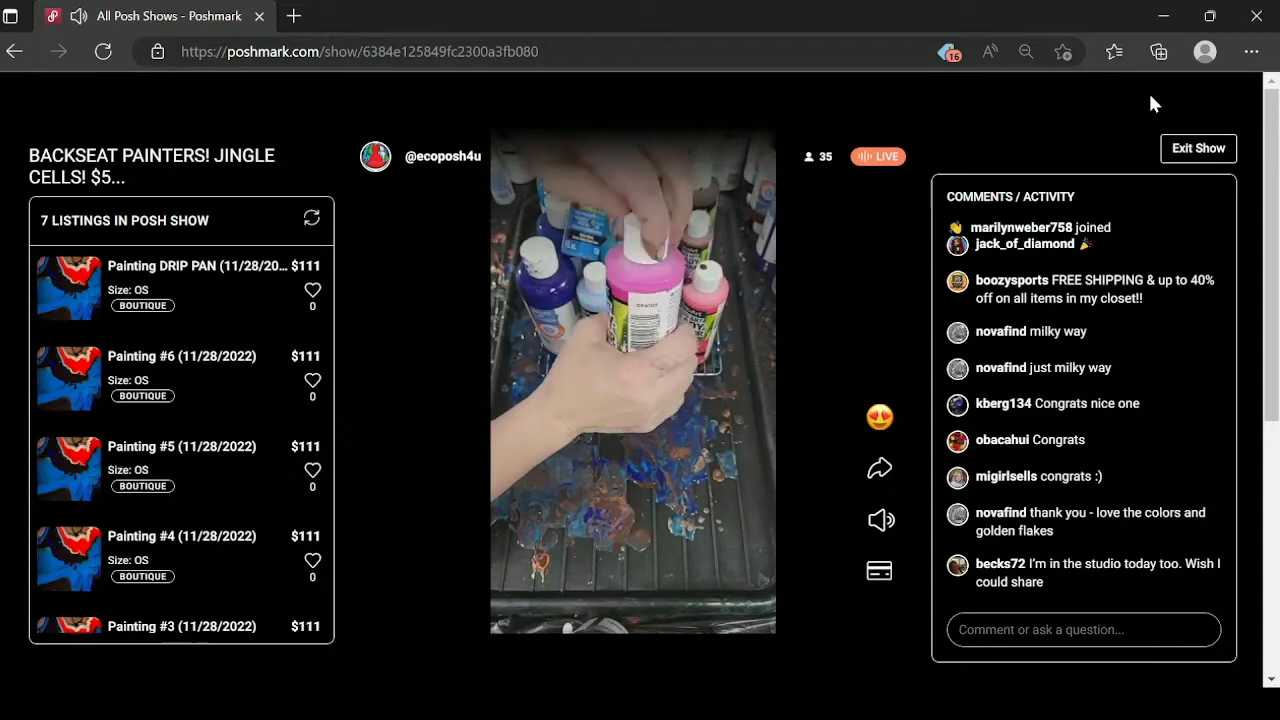 All Posh Shows - Poshmark
https://poshmark.com/show/6384e125849fc2300a3fb080
16
BACKSEAT PAINTERS! JINGLE
CELLS! $5...
@ecoposh4u
35
LIVE
Exit Show
7 LISTINGS IN POSH SHOW
Painting DRIP PAN (11/28/20... $111
Size: OS
BOUTIQUE
0
Painting #6 (11/28/2022) $111
Size: OS
BOUTIQUE
0
Painting #5 (11/28/2022) $111
Size: OS
BOUTIQUE
0
Painting #4 (11/28/2022) $111
Size: OS
BOUTIQUE
0
Painting #3 (11/28/2022) $111
COMMENTS / ACTIVITY
👋 marilynweber758 joined
jack_of_diamond 🎉
boozysports FREE SHIPPING & up to 40%
off on all items in my closet!!
novafind milky way
novafind just milky way
kberg134 Congrats nice one
obacahui Congrats
migirlsells congrats :)
novafind thank you - love the colors and
golden flakes
becks72 I'm in the studio today too. Wish I
could share
Comment or ask a question...